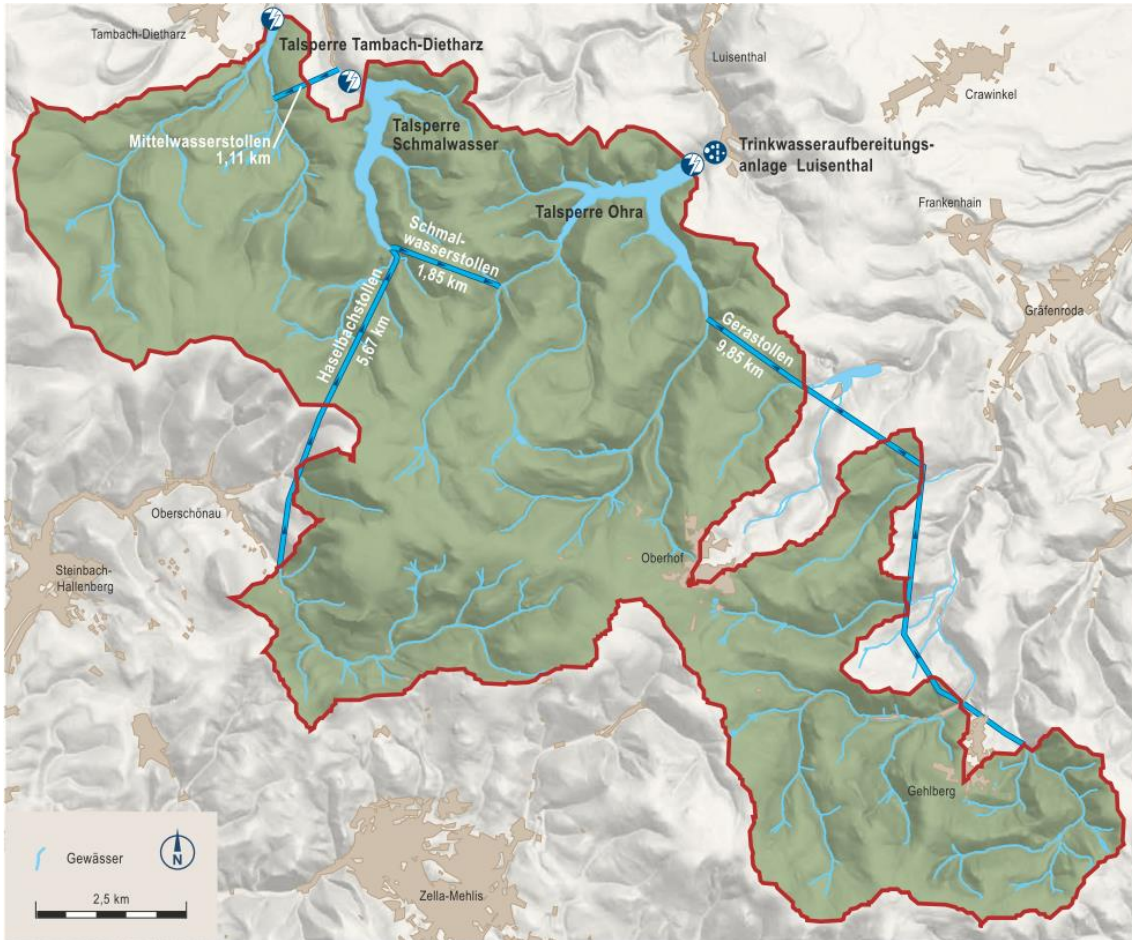 Tambach-Dietharz
Talsperre Tambach-Dietharz
Luisenthal
Crawinkel
Mittelwasserstollen
1,11 km
Talsperre
Schmalwasser
Trinkwasseraufbereitungs-
anlage Luisenthal
Talsperre Ohra
Frankenhain
Schmal-
wasserstollen
1,85 km
Gräfenroda
Haselbachstollen
5,67 km
Gerastollen
9,85 km
Oberschönau
Oberhof
Steinbach-
Hallenberg
Gehlberg
Gewässer
N
2,5 km
Zella-Mehlis